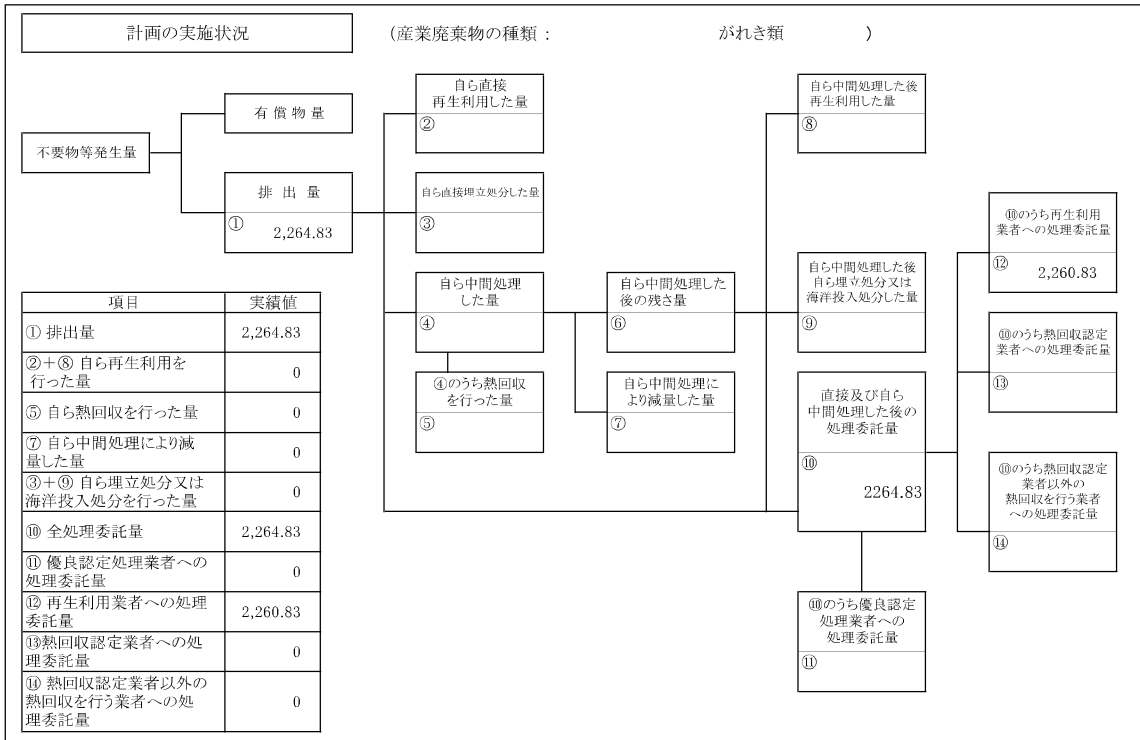 計画の実施状況
(産業廃棄物の種類： がれき類 )
不要物等発生量
有 償 物 量
排 出 量
① 2,264.83
自ら直接
再生利用した量
②
自ら直接埋立処分した量
③
自ら中間処理
した量
④
④のうち熱回収
を行った量
⑤
自ら中間処理した
後の残さ量
⑥
自ら中間処理に
より減量した量
⑦
自ら中間処理した後
再生利用した量
⑧
自ら中間処理した後
自ら埋立処分又は
海洋投入処分した量
⑨
直接及び自ら
中間処理した後の
処理委託量
⑩
2264.83
⑩のうち優良認定
処理業者への
処理委託量
⑪
⑩のうち再生利用
業者への処理委託量
⑫ 2,260.83
⑩のうち熱回収認定
業者への処理委託量
⑬
⑩のうち熱回収認定
業者以外の
熱回収を行う業者
への処理委託量
⑭
項目 実績値
① 排出量 2,264.83
②＋⑧ 自ら再生利用を
行った量 0
⑤ 自ら熱回収を行った量 0
⑦ 自ら中間処理により減
量した量 0
③＋⑨ 自ら埋立処分又は
海洋投入処分を行った量 0
⑩ 全処理委託量 2,264.83
⑪ 優良認定処理業者への
処理委託量 0
⑫ 再生利用業者への処理
委託量 2,260.83
⑬熱回収認定業者への処
理委託量 0
⑭ 熱回収認定業者以外の
熱回収を行う業者への処
理委託量 0